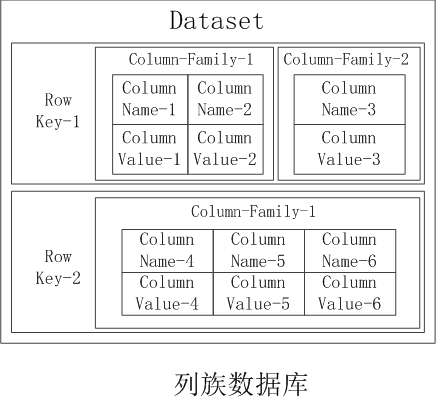 Dataset
Column-Family-1
Column-Family-2
Row
Key-1
Column
Name-1
Column
Name-2
Column
Value-1
Column
Value-2
Column
Name-3
Column
Value-3
Column-Family-1
Row
Key-2
Column
Name-4
Column
Name-5
Column
Name-6
Column
Value-4
Column
Value-5
Column
Value-6
列族数据库